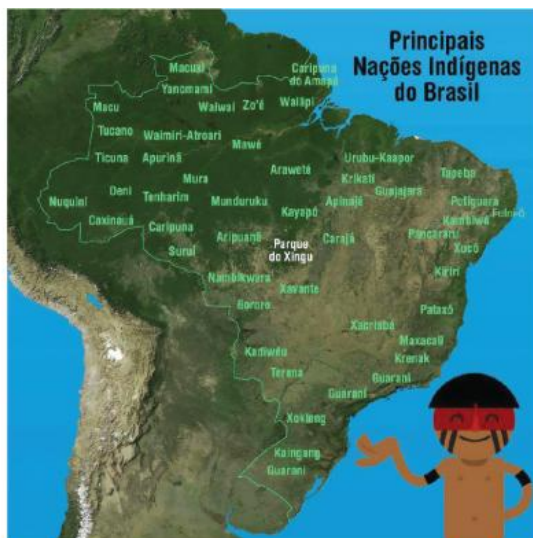 Principais
Nações Indígenas
do Brasil
Macuxi
Caripuna
do Amapá
Yanomami
Macu
Waiwai
Zo'é
Waiãpi
Tucano
Waimiri-Atroari
Mawé
Ticuna
Apurinã
Araweté
Urubu-Kaapor
Tapeba
Krikati
Guajajara
Mura
Nuquini
Deni
Tenharim
Munduruku
Apinajé
Potiguera
Kayapó
Fulniô
Caxinauá
Caripuna
Aripuanã
Parque
do Xingu
Carajá
Pancararu
Suruí
Xucó
Nambikwara
Xavante
Kiriri
Bororo
Pataxó
Xacriabá
Maxacali
Kadiwéu
Krenak
Terena
Guarani
Guarani
Xokleng
Kaingang
Guarani